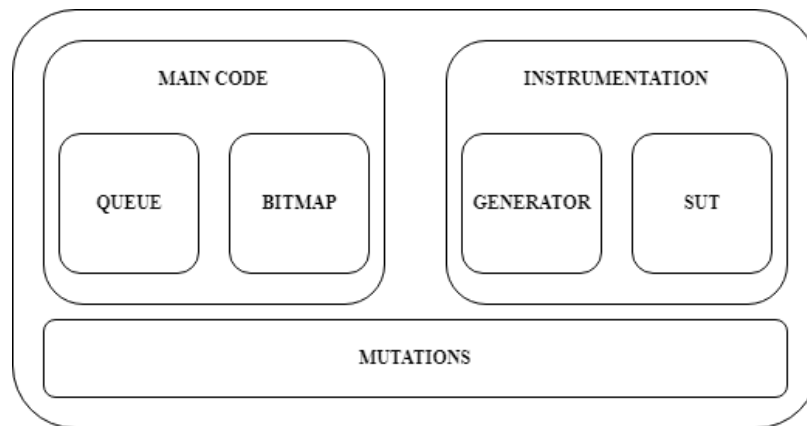 MAIN CODE
INSTRUMENTATION
QUEUE
BITMAP
GENERATOR
SUT
MUTATIONS